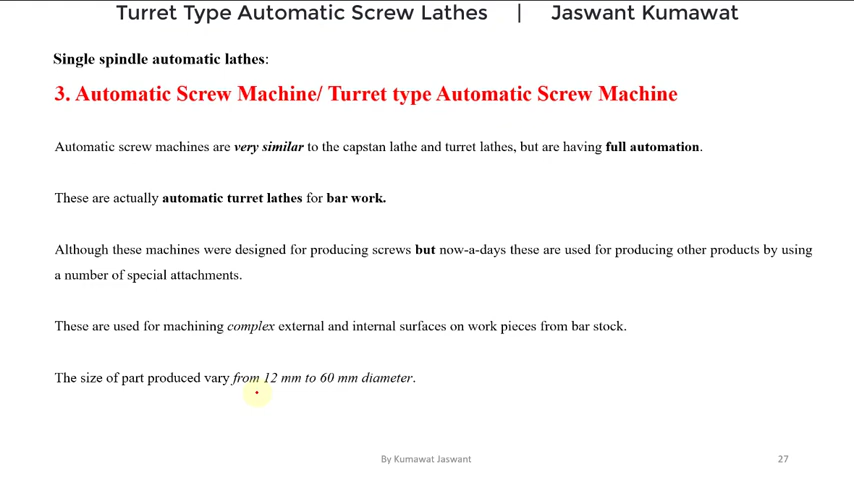 Turret Type Automatic Screw Lathes | Jaswant Kumawat
Single spindle automatic lathes:
3. Automatic Screw Machine/ Turret type Automatic Screw Machine
Automatic screw machines are very similar to the capstan lathe and turret lathes, but are having full automation.
These are actually automatic turret lathes for bar work.
Although these machines were designed for producing screws but now-a-days these are used for producing other products by using
a number of special attachments.
These are used for machining complex external and internal surfaces on work pieces from bar stock.
The size of part produced vary from 12 mm to 60 mm diameter.
By Kumawat Jaswant
27